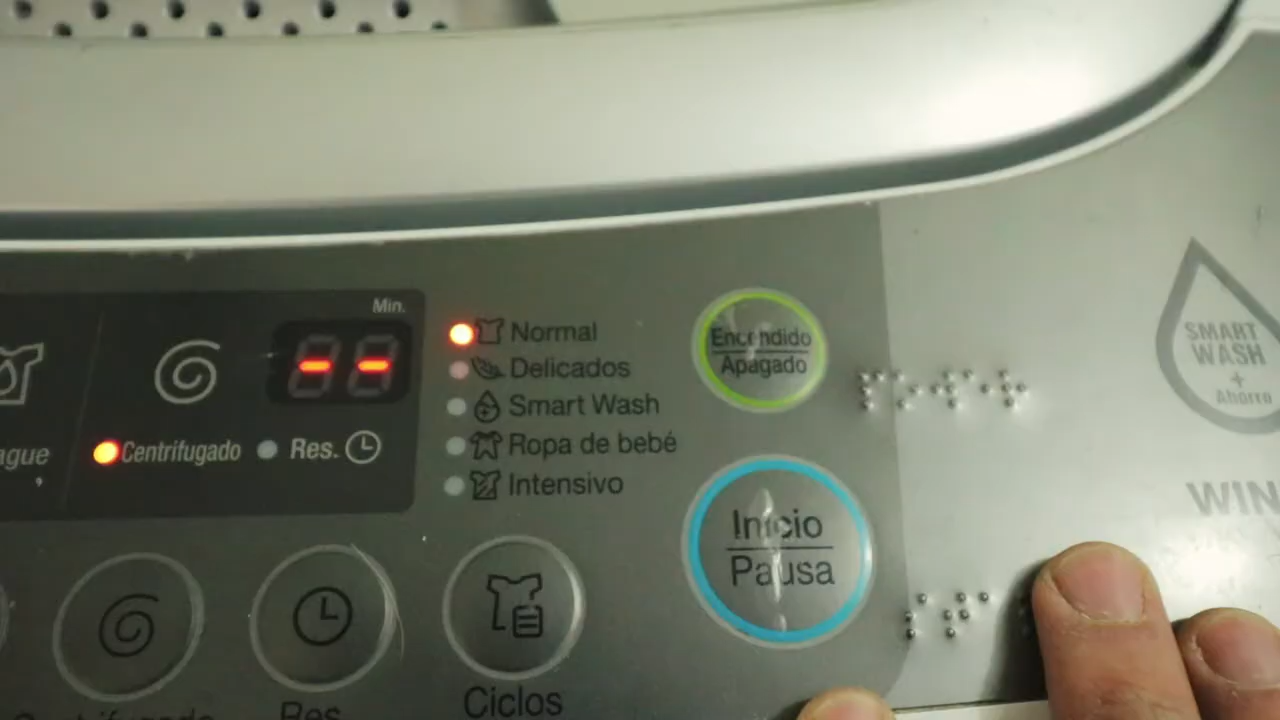 Min.
- -
Centrifugado
Res.
Normal
Delicados
Smart Wash
Ropa de bebé
Intensivo
Encendido
Apagado
Inicio
Pausa
Res.
Ciclos
SMART
WASH
+
Ahorro